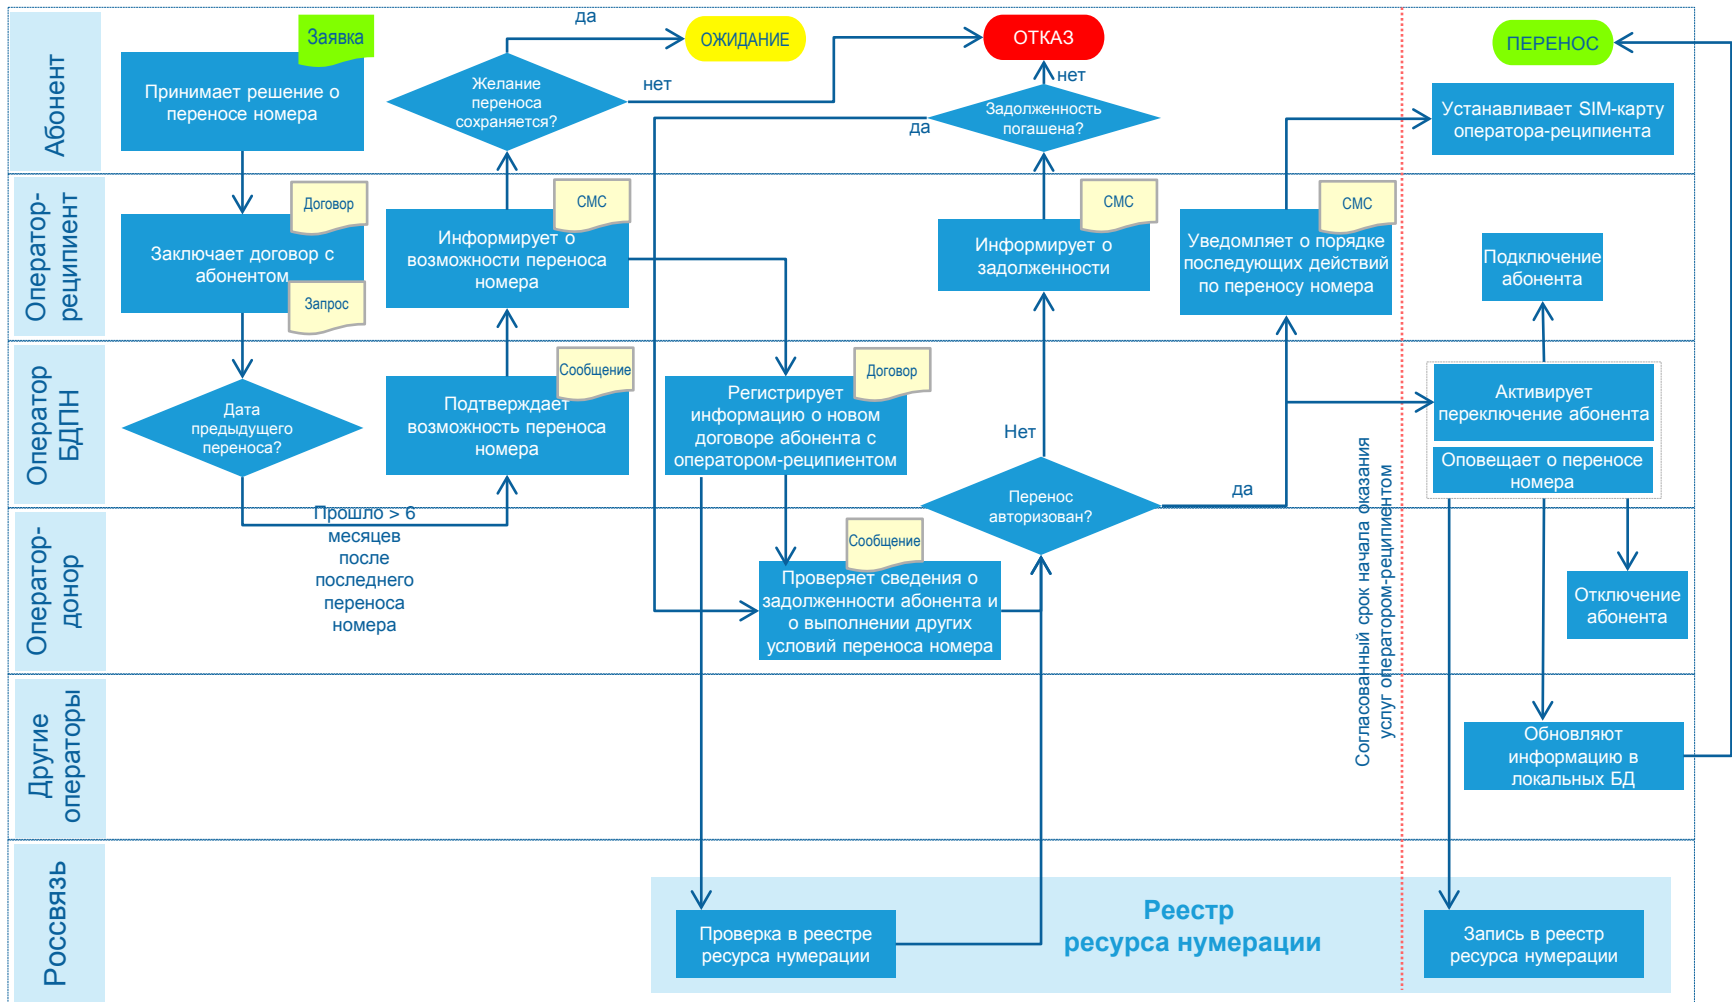 Абонент
Заявка
Принимает решение о
переносе номера
да
Желание
переноса
сохраняется?
нет
ОЖИДАНИЕ
ОТКАЗ
нет
Задолженность
погашена?
да
ПЕРЕНОС
Устанавливает SIM-карту
оператора-реципиента
Оператор-
реципиент
Договор
Заключает договор с
абонентом
Запрос
СМС
Информирует о
возможности переноса
номера
СМС
Информирует о
задолженности
СМС
Уведомляет о порядке
последующих действий
по переносу номера
Подключение
абонента
Оператор
БДПН
Дата
предыдущего
переноса?
Сообщение
Подтверждает
возможность переноса
номера
Договор
Регистрирует
информацию о новом
договоре абонента с
оператором-реципиентом
Нет
Перенос
авторизован?
да
Активирует
переключение абонента
Оповещает о переносе
номера
Согласованный срок начала оказания
услуг оператором-реципиентом
Оператор-
донор
Прошло > 6
месяцев
после
последнего
переноса
номера
Сообщение
Проверяет сведения о
задолженности абонента и
о выполнении других
условий переноса номера
Отключение
абонента
Другие
операторы
Обновляют
информацию в
локальных БД
Россвязь
Проверка в реестре
ресурса нумерации
Реестр
ресурса нумерации
Запись в реестр
ресурса нумерации